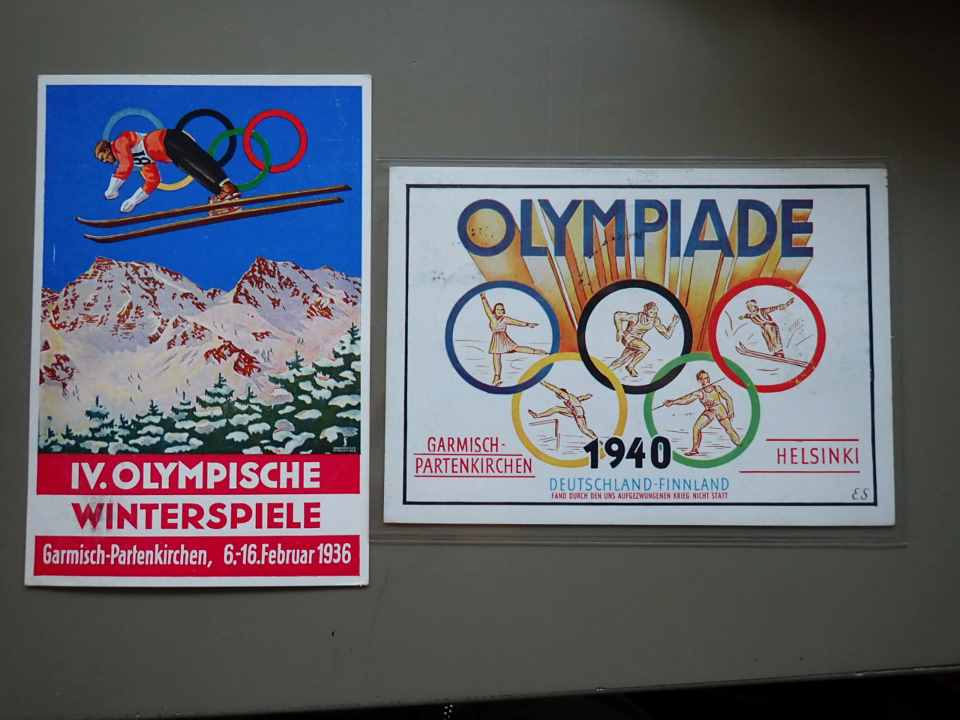 18
IV. OLYMPISCHE
WINTERSPIELE
Garmisch-Partenkirchen, 6.-16. Februar 1936
OLYMPIADE
GARMISCH-
PARTENKIRCHEN
1940
HELSINKI
DEUTSCHLAND-FINNLAND
FAND DURCH DEN UNS AUFGEZWUNGENEN KRIEG NICHT STATT
ES